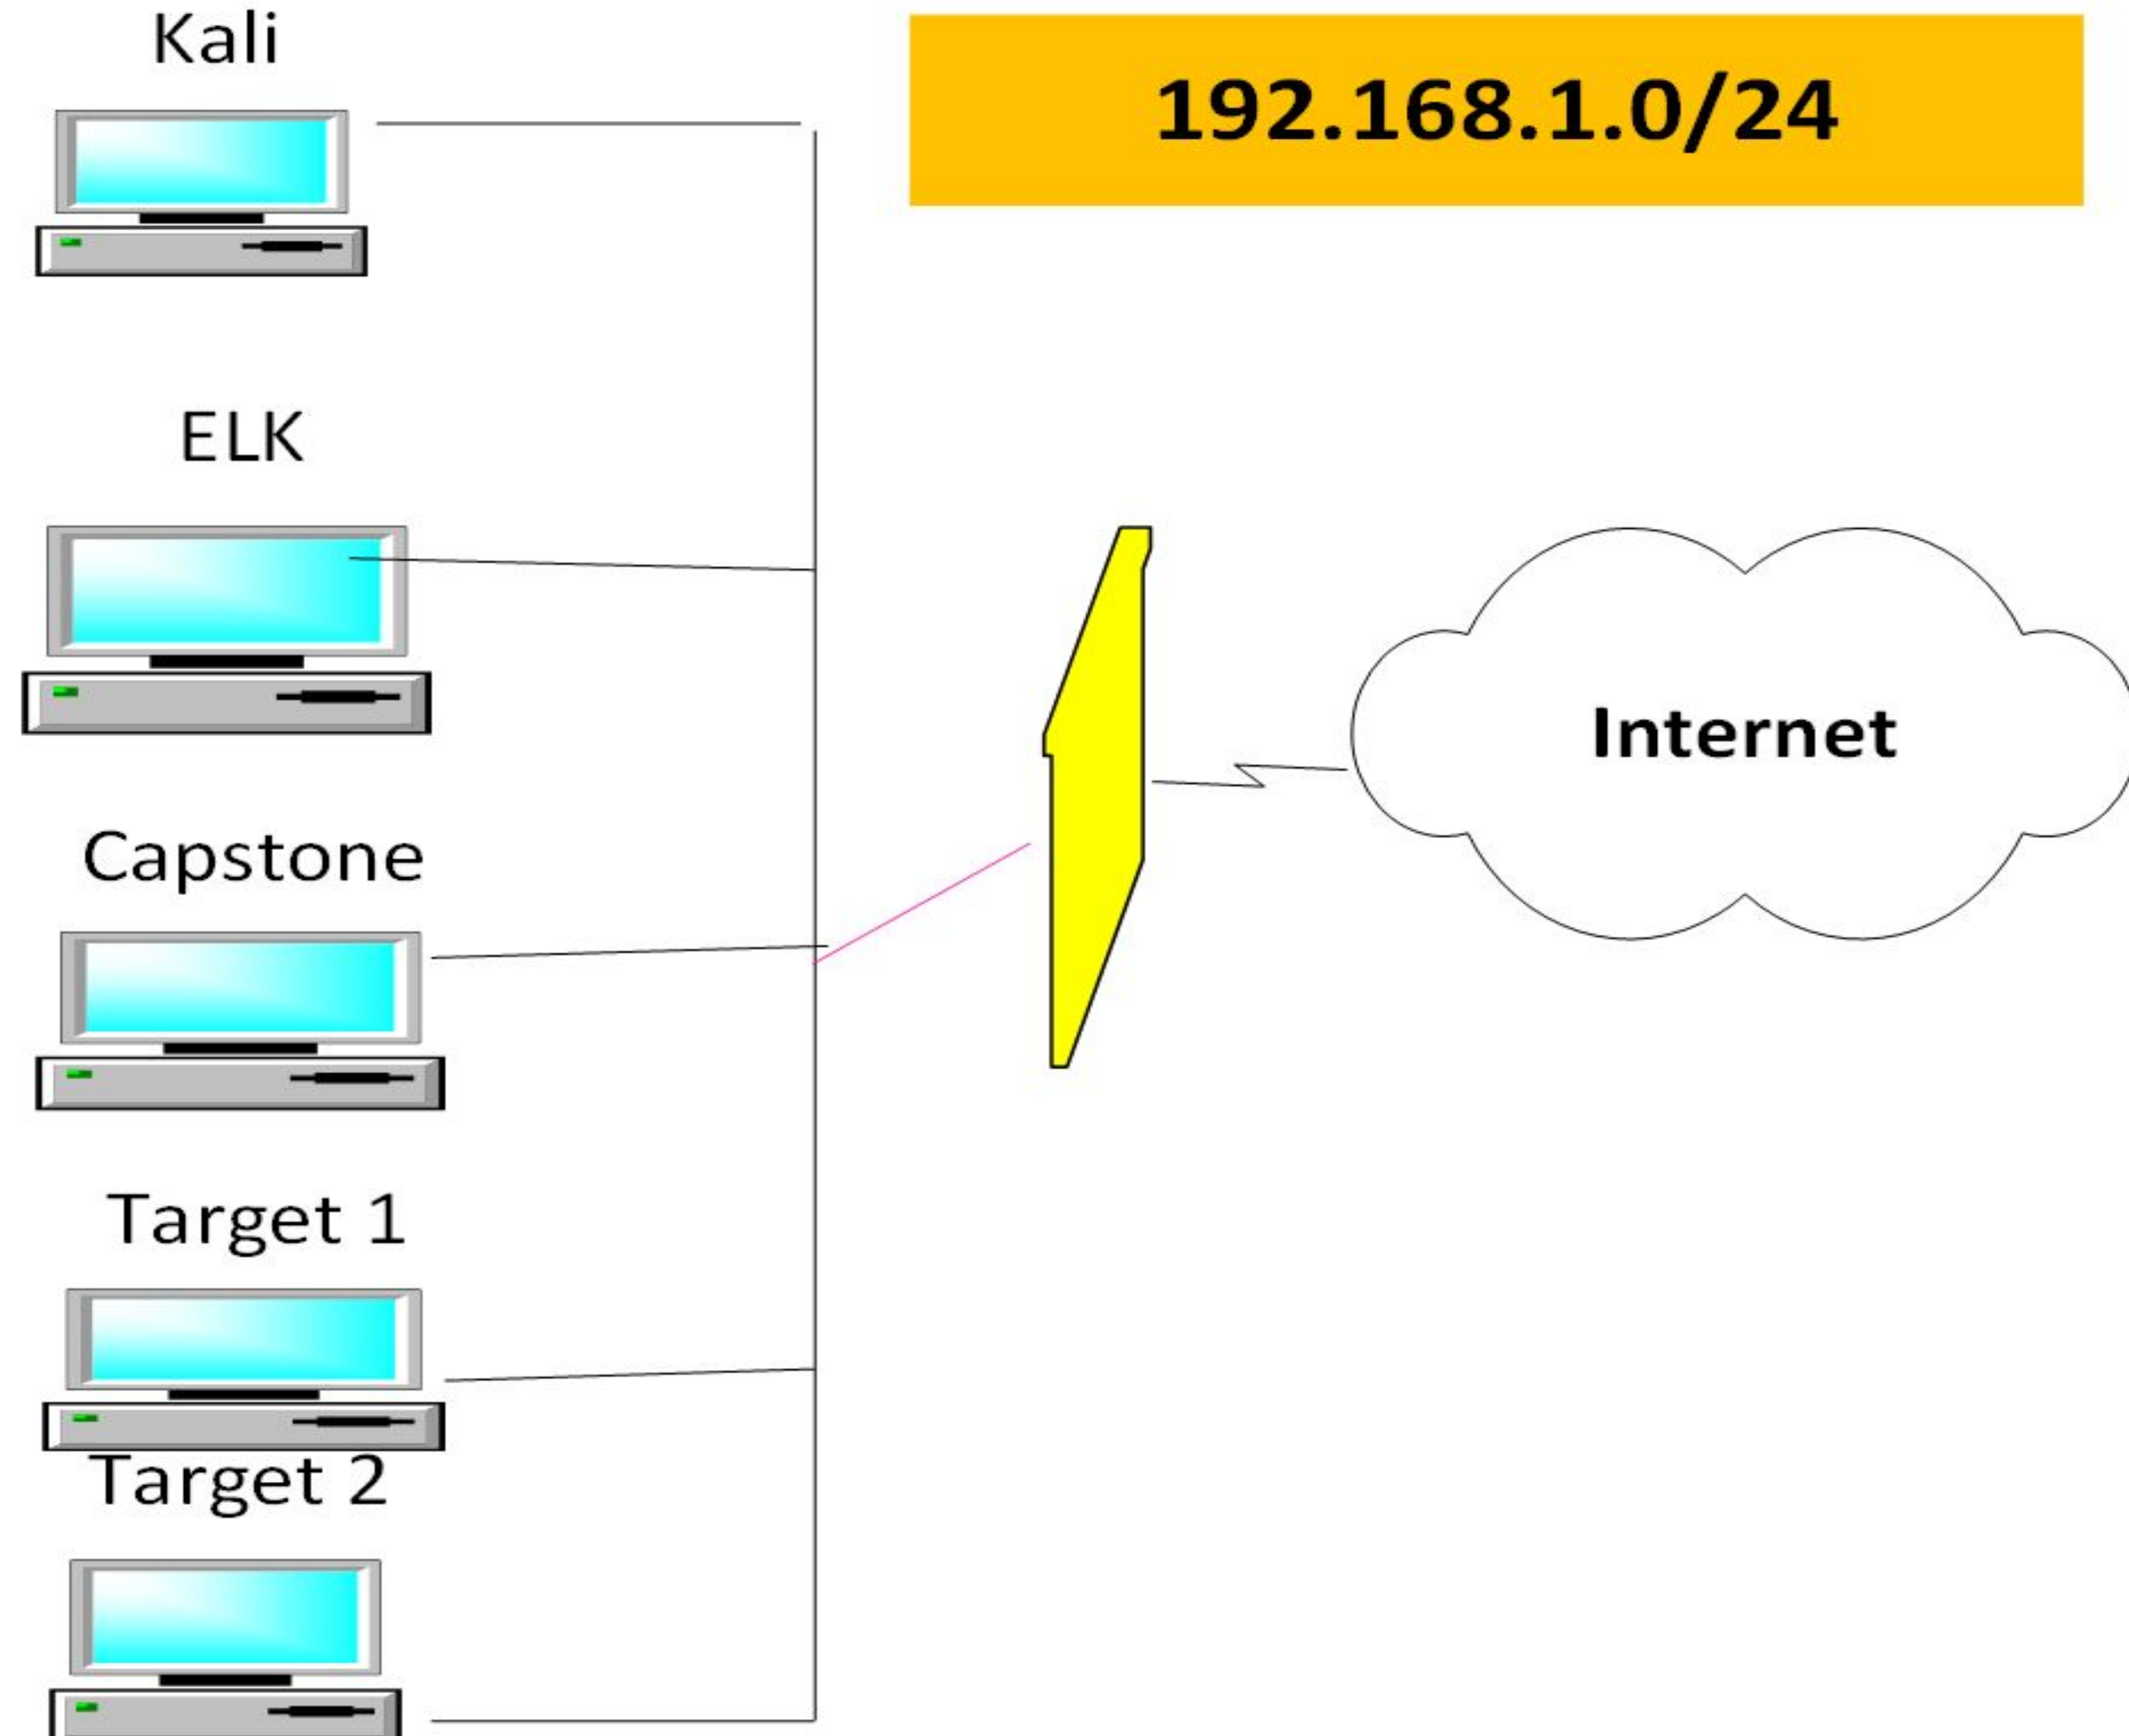 Kali
192.168.1.0/24
ELK
Internet
Capstone
Target 1
Target 2